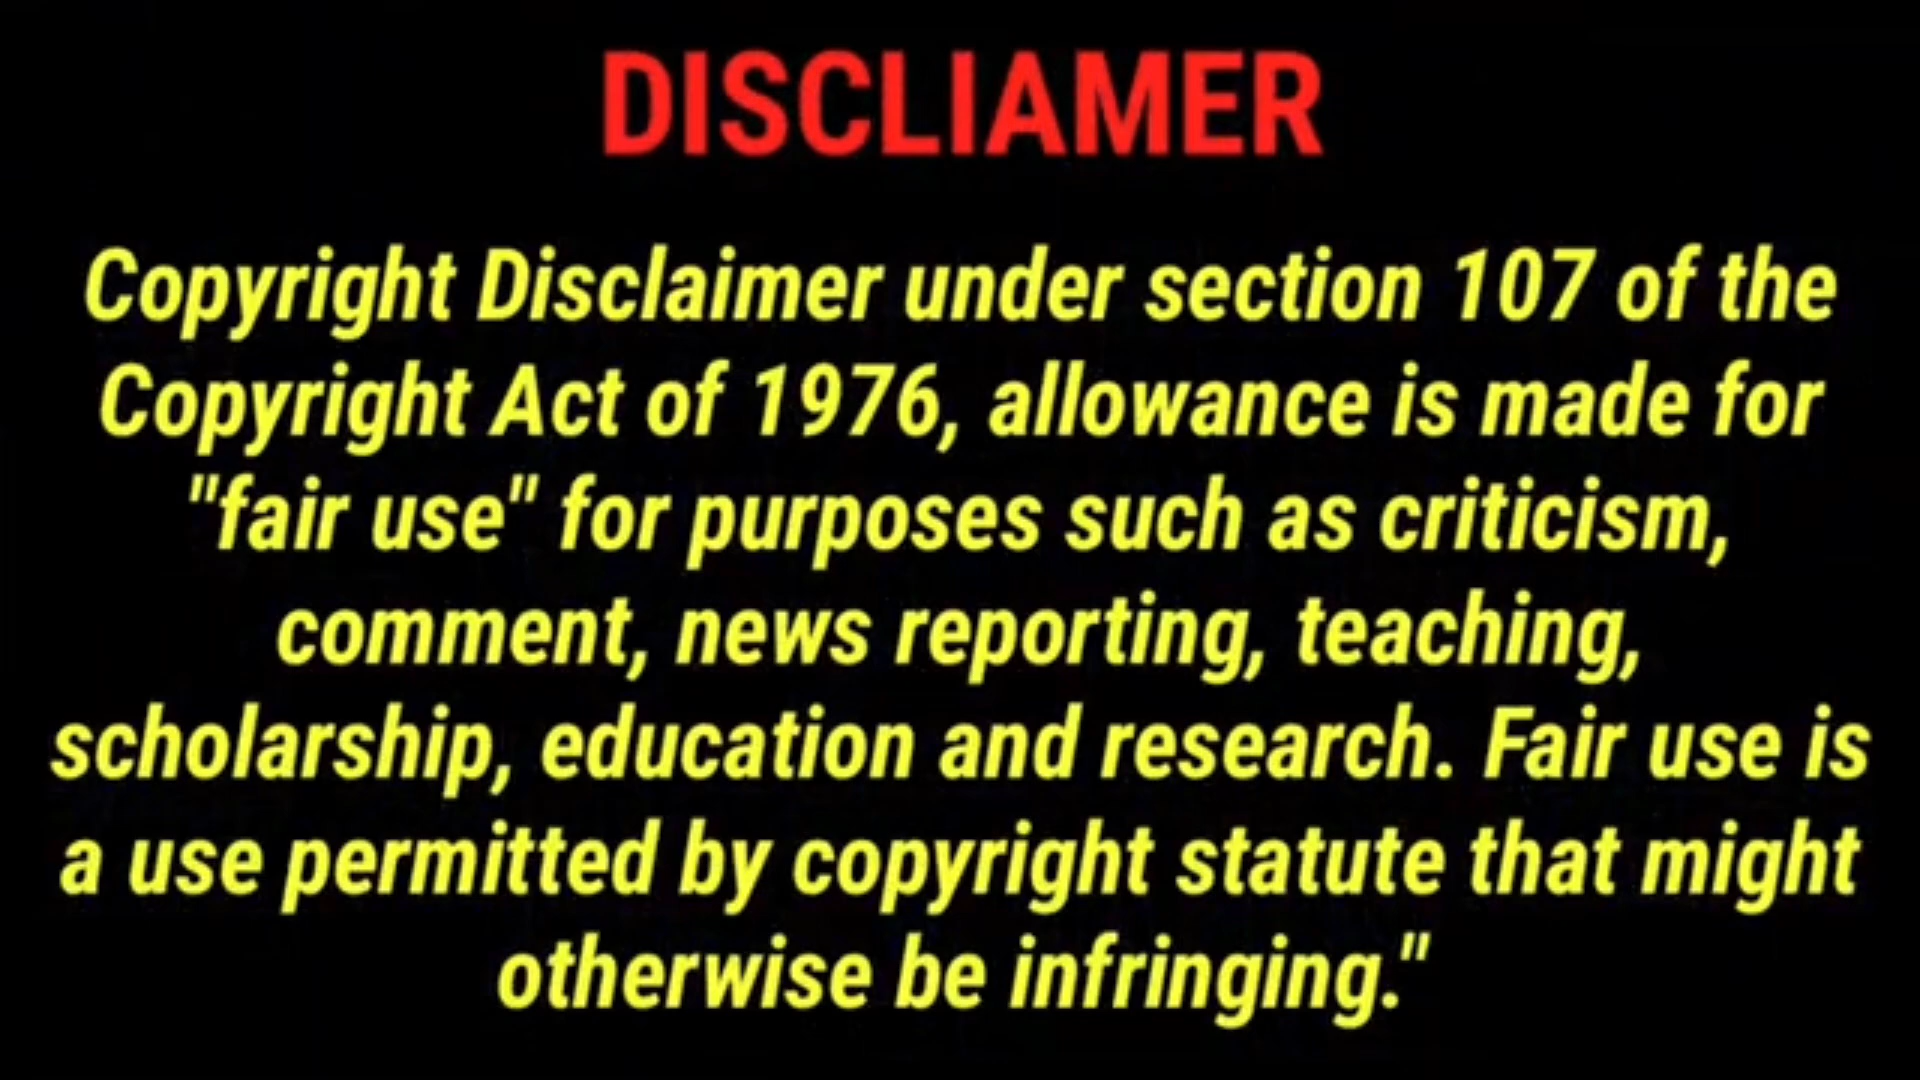 DISCLIAMER
Copyright Disclaimer under section 107 of the
Copyright Act of 1976, allowance is made for
"fair use" for purposes such as criticism,
comment, news reporting, teaching,
scholarship, education and research. Fair use is
a use permitted by copyright statute that might
otherwise be infringing."